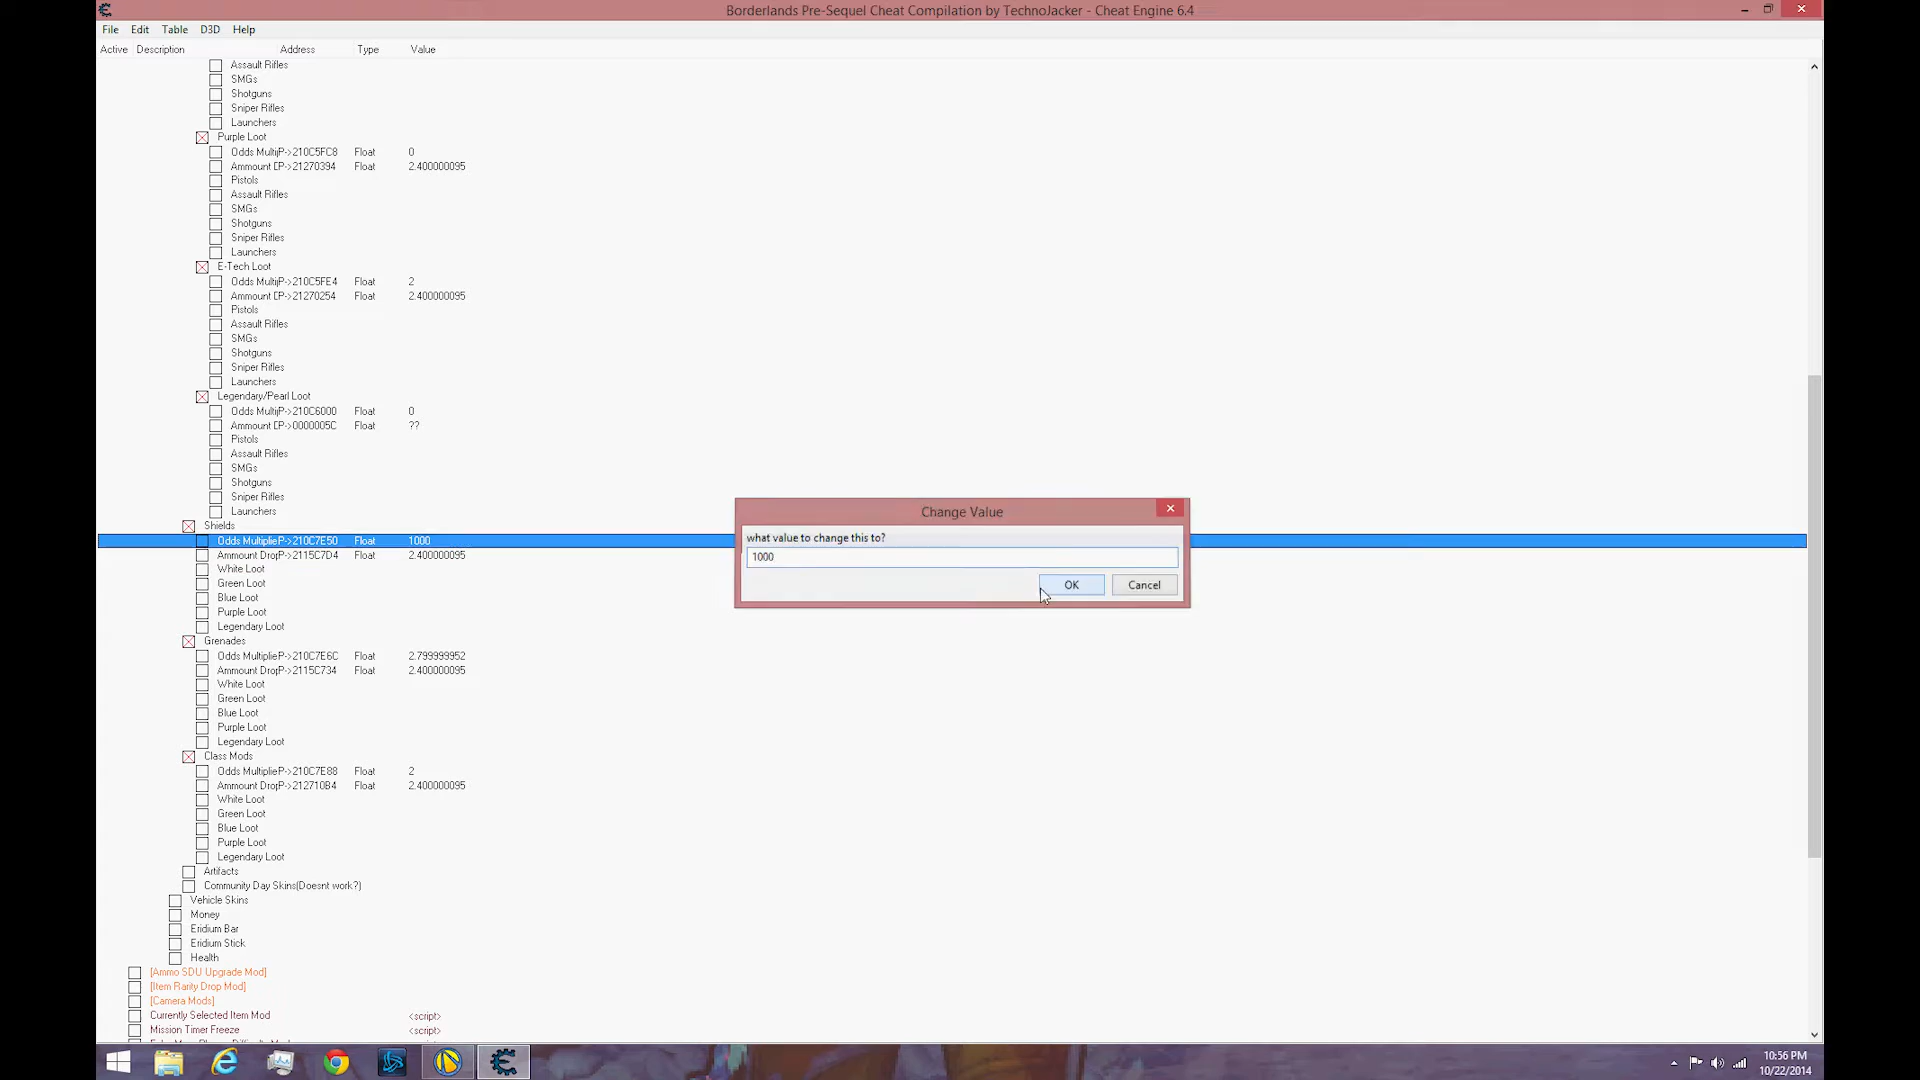 Borderlands Pre-Sequel Cheat Compilation by TechnoJacker - Cheat Engine 6.4
File Edit Table D3D Help
Active Description Address Type Value
Assault Rifles
SMGs
Shotguns
Sniper Rifles
Launchers
Purple Loot
Odds MultijP->210C5FC8 Float 0
Ammount [P->21270394 Float 2.400000095
Pistols
Assault Rifles
SMGs
Shotguns
Sniper Rifles
Launchers
E-Tech Loot
Odds MultijP->210C5FE4 Float 2
Ammount [P->21270254 Float 2.400000095
Pistols
Assault Rifles
SMGs
Shotguns
Sniper Rifles
Launchers
Legendary/Pearl Loot
Odds MultijP->210C6000 Float 0
Ammount [P->0000005C Float ??
Pistols
Assault Rifles
SMGs
Shotguns
Sniper Rifles
Launchers
Shields
Odds MultiplieP->210C7E50 Float 1000
Ammount DropP->2115C7D4 Float 2.400000095
White Loot
Green Loot
Blue Loot
Purple Loot
Legendary Loot
Grenades
Odds MultiplieP->210C7E6C Float 2.799999952
Ammount DropP->2115C734 Float 2.400000095
White Loot
Green Loot
Blue Loot
Purple Loot
Legendary Loot
Class Mods
Odds MultiplieP->210C7E88 Float 2
Ammount DropP->212710B4 Float 2.400000095
White Loot
Green Loot
Blue Loot
Purple Loot
Legendary Loot
Artifacts
Community Day Skins(Doesnt work?)
Vehicle Skins
Money
Eridium Bar
Eridium Stick
Health
[Ammo SDU Upgrade Mod]
[Item Rarity Drop Mod]
[Camera Mods]
Currently Selected Item Mod <script>
Mission Timer Freeze <script>
Change Value
what value to change this to?
1000
OK Cancel
10:56 PM
10/22/2014